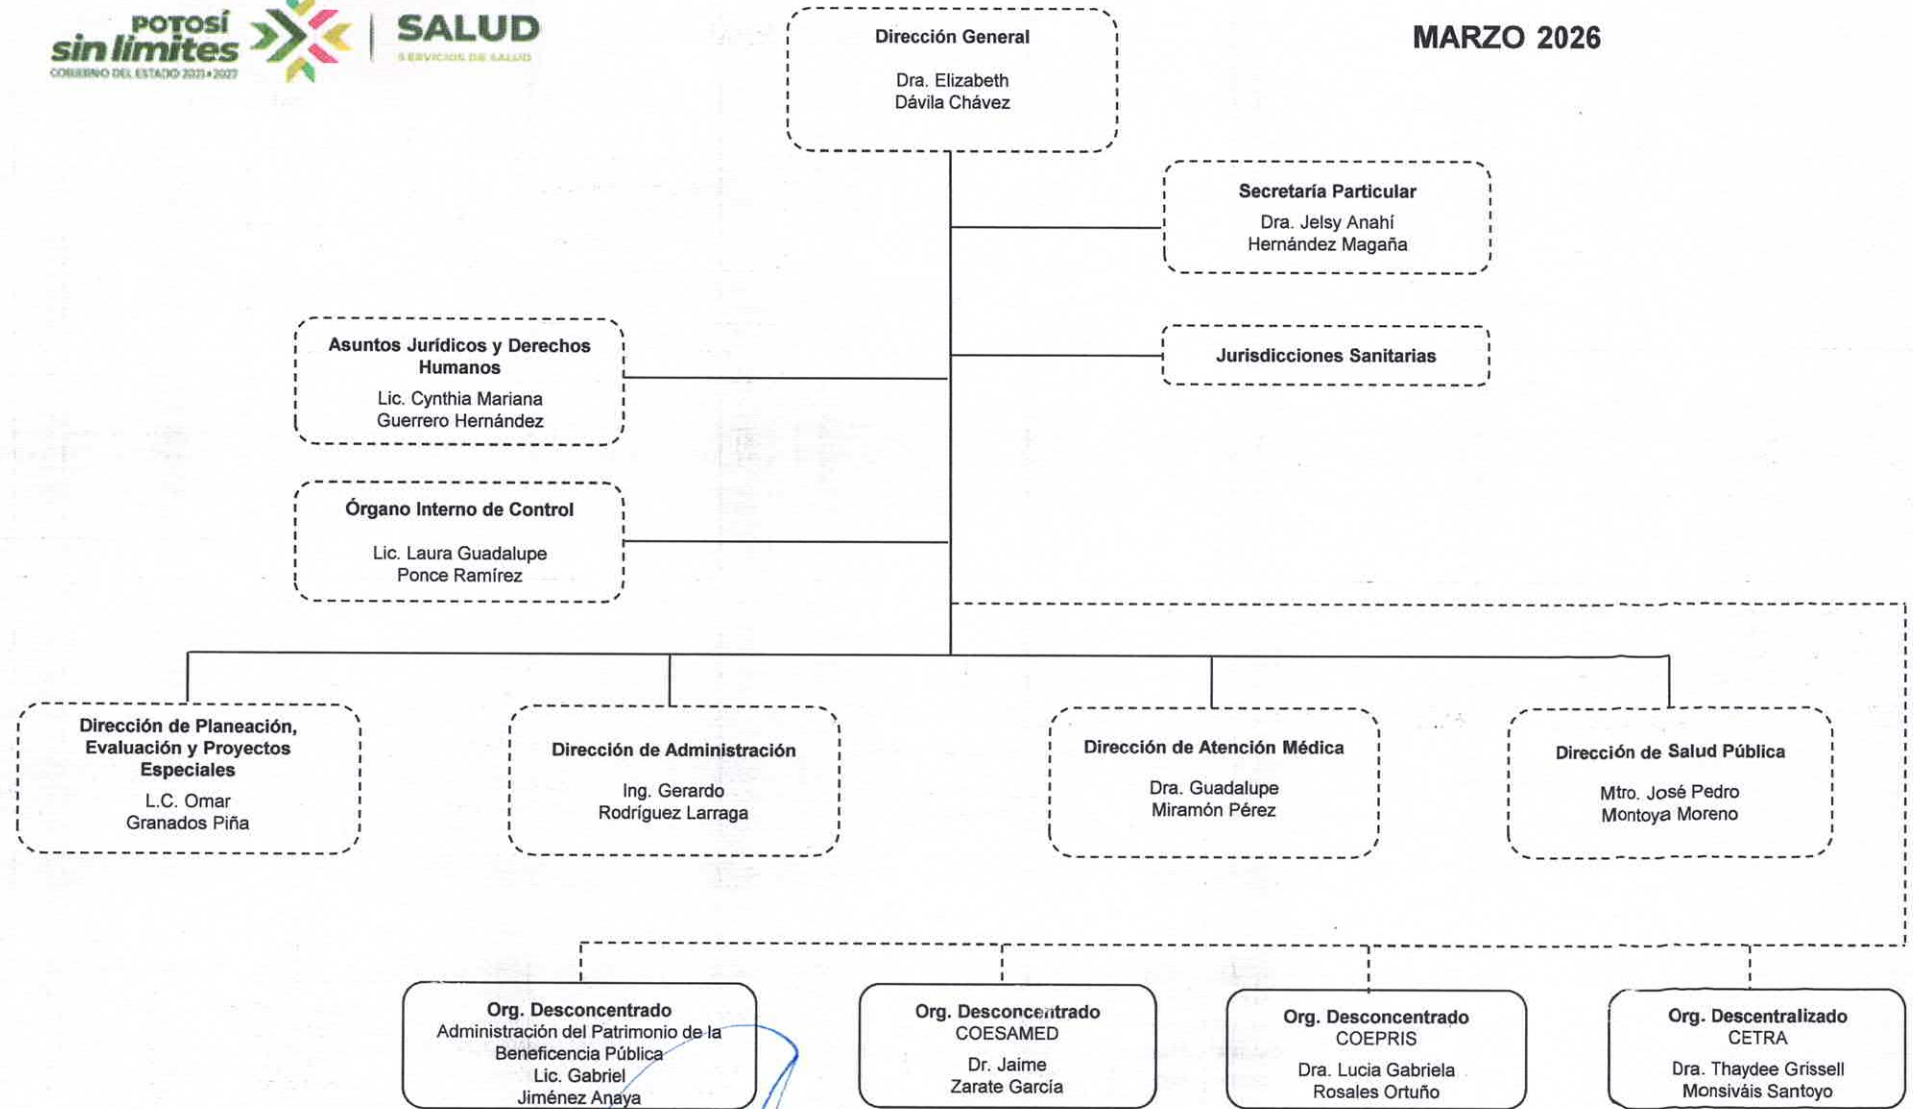 POTOSÍ
sin límites
GOBIERNO DEL ESTADO 2021•2027
SALUD
SERVICIOS DE SALUD
MARZO 2026
Dirección General
Dra. Elizabeth
Dávila Chávez
Secretaría Particular
Dra. Jelsy Anahí
Hernández Magaña
Asuntos Jurídicos y Derechos
Humanos
Lic. Cynthia Mariana
Guerrero Hernández
Jurisdicciones Sanitarias
Órgano Interno de Control
Lic. Laura Guadalupe
Ponce Ramírez
Dirección de Planeación,
Evaluación y Proyectos
Especiales
L.C. Omar
Granados Piña
Dirección de Administración
Ing. Gerardo
Rodríguez Larraga
Dirección de Atención Médica
Dra. Guadalupe
Miramón Pérez
Dirección de Salud Pública
Mtro. José Pedro
Montoya Moreno
Org. Desconcentrado
Administración del Patrimonio de la
Beneficencia Pública
Lic. Gabriel
Jiménez Anaya
Org. Desconcentrado
COESAMED
Dr. Jaime
Zarate García
Org. Desconcentrado
COEPRIS
Dra. Lucia Gabriela
Rosales Ortuño
Org. Descentralizado
CETRA
Dra. Thaydee Grissell
Monsiváis Santoyo